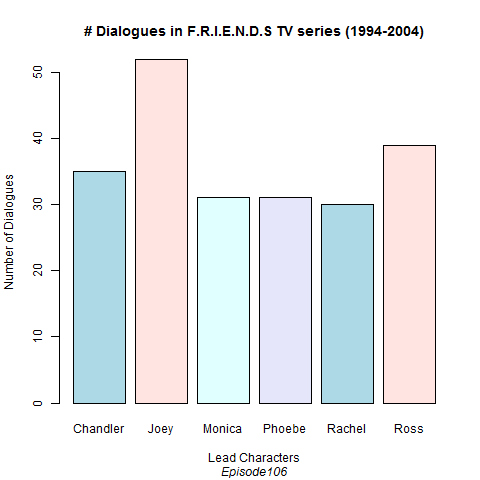 # Dialogues in F.R.I.E.N.D.S TV series (1994-2004)
Number of Dialogues
50
40
30
20
10
0
Chandler Joey Monica Phoebe Rachel Ross
Lead Characters
Episode106